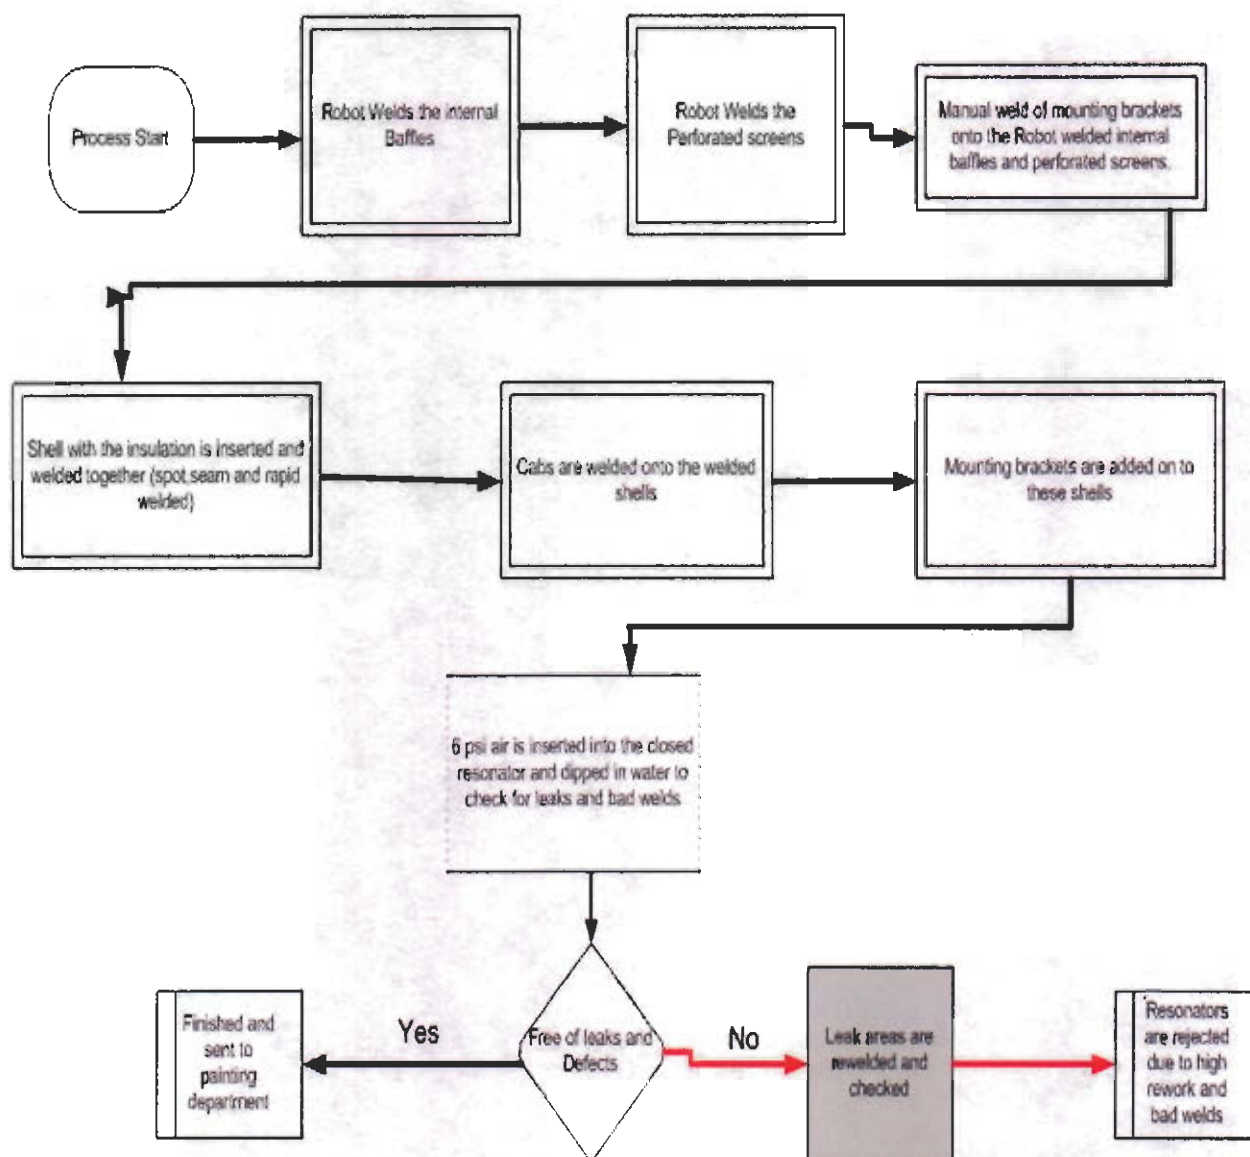 Process Start
Robot Welds the internal
Baffles
Robot Welds the
Perforated screens
Manual weld of mounting brackets
onto the Robot welded internal
baffles and perforated screens.
Shell with the insulation is inserted and
welded together (spot,seam and rapid
welded)
Cabs are welded onto the welded
shells
Mounting brackets are added on to
these shells
6 psi air is inserted into the closed
resonator and dipped in water to
check for leaks and bad welds
Free of leaks and
Defects
Yes
No
Finished and
sent to
painting
department
Leak areas are
rewelded and
checked
Resonators
are rejected
due to high
rework and
bad welds